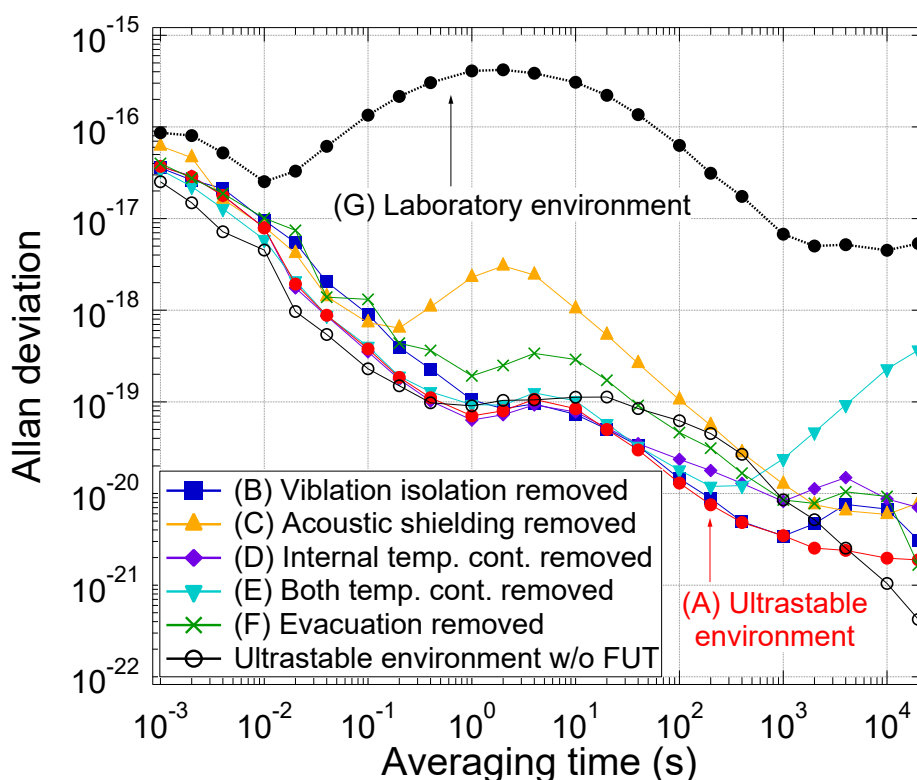 10^-15
10^-16
10^-17
10^-18
10^-19
10^-20
10^-21
10^-22
Allan deviation
(G) Laboratory environment
(B) Viblation isolation removed
(C) Acoustic shielding removed
(D) Internal temp. cont. removed
(E) Both temp. cont. removed
(F) Evacuation removed
Ultrastable environment w/o FUT
(A) Ultrastable
environment
10^-3 10^-2 10^-1 10^0 10^1 10^2 10^3 10^4
Averaging time (s)